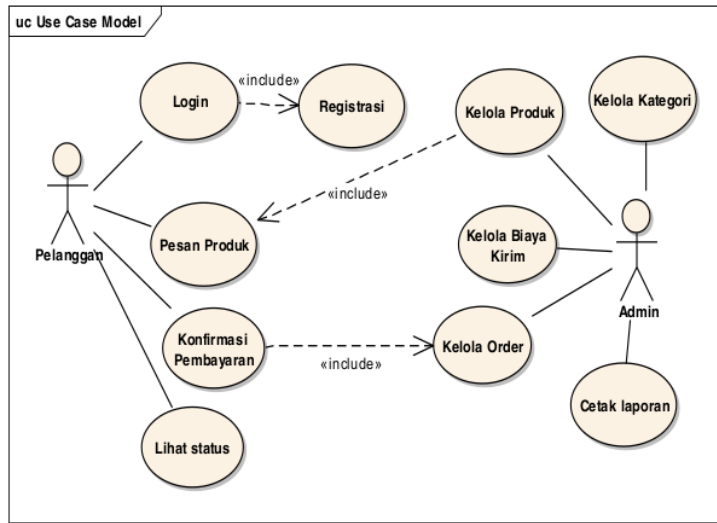 uc Use Case Model
Login
«include»
Registrasi
Kelola Produk
Kelola Kategori
«include»
Pelanggan
Pesan Produk
Kelola Biaya
Kirim
Admin
Konfirmasi
Pembayaran
«include»
Kelola Order
Cetak laporan
Lihat status